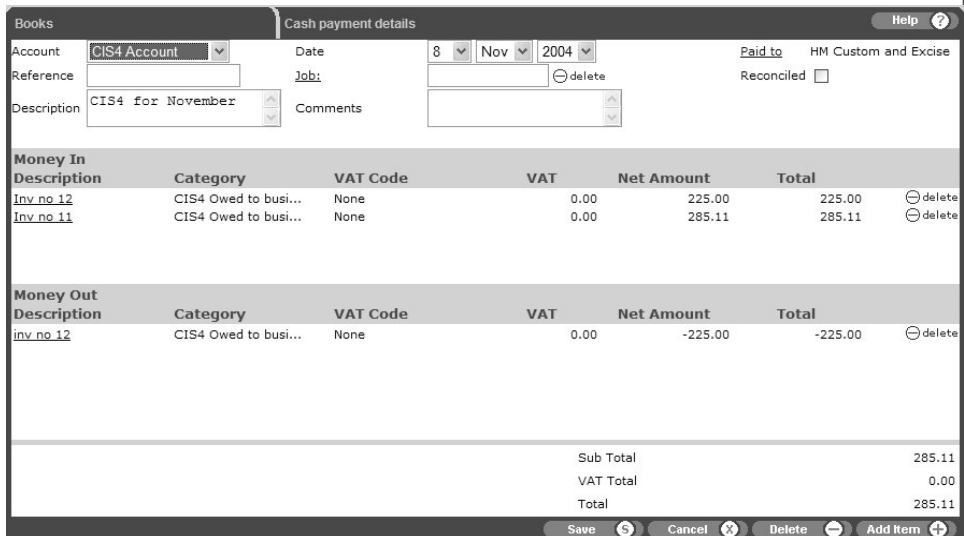 Books Cash payment details Help ?
Account CIS4 Account Date 8 Nov 2004 Paid to HM Custom and Excise
Reference Job: delete Reconciled
Description CIS4 for November Comments
Money In
Description Category VAT Code VAT Net Amount Total
Inv no 12 CIS4 Owed to busi... None 0.00 225.00 225.00 delete
Inv no 11 CIS4 Owed to busi... None 0.00 285.11 285.11 delete
Money Out
Description Category VAT Code VAT Net Amount Total
inv no 12 CIS4 Owed to busi... None 0.00 -225.00 -225.00 delete
Sub Total 285.11
VAT Total 0.00
Total 285.11
Save S Cancel X Delete Add Item